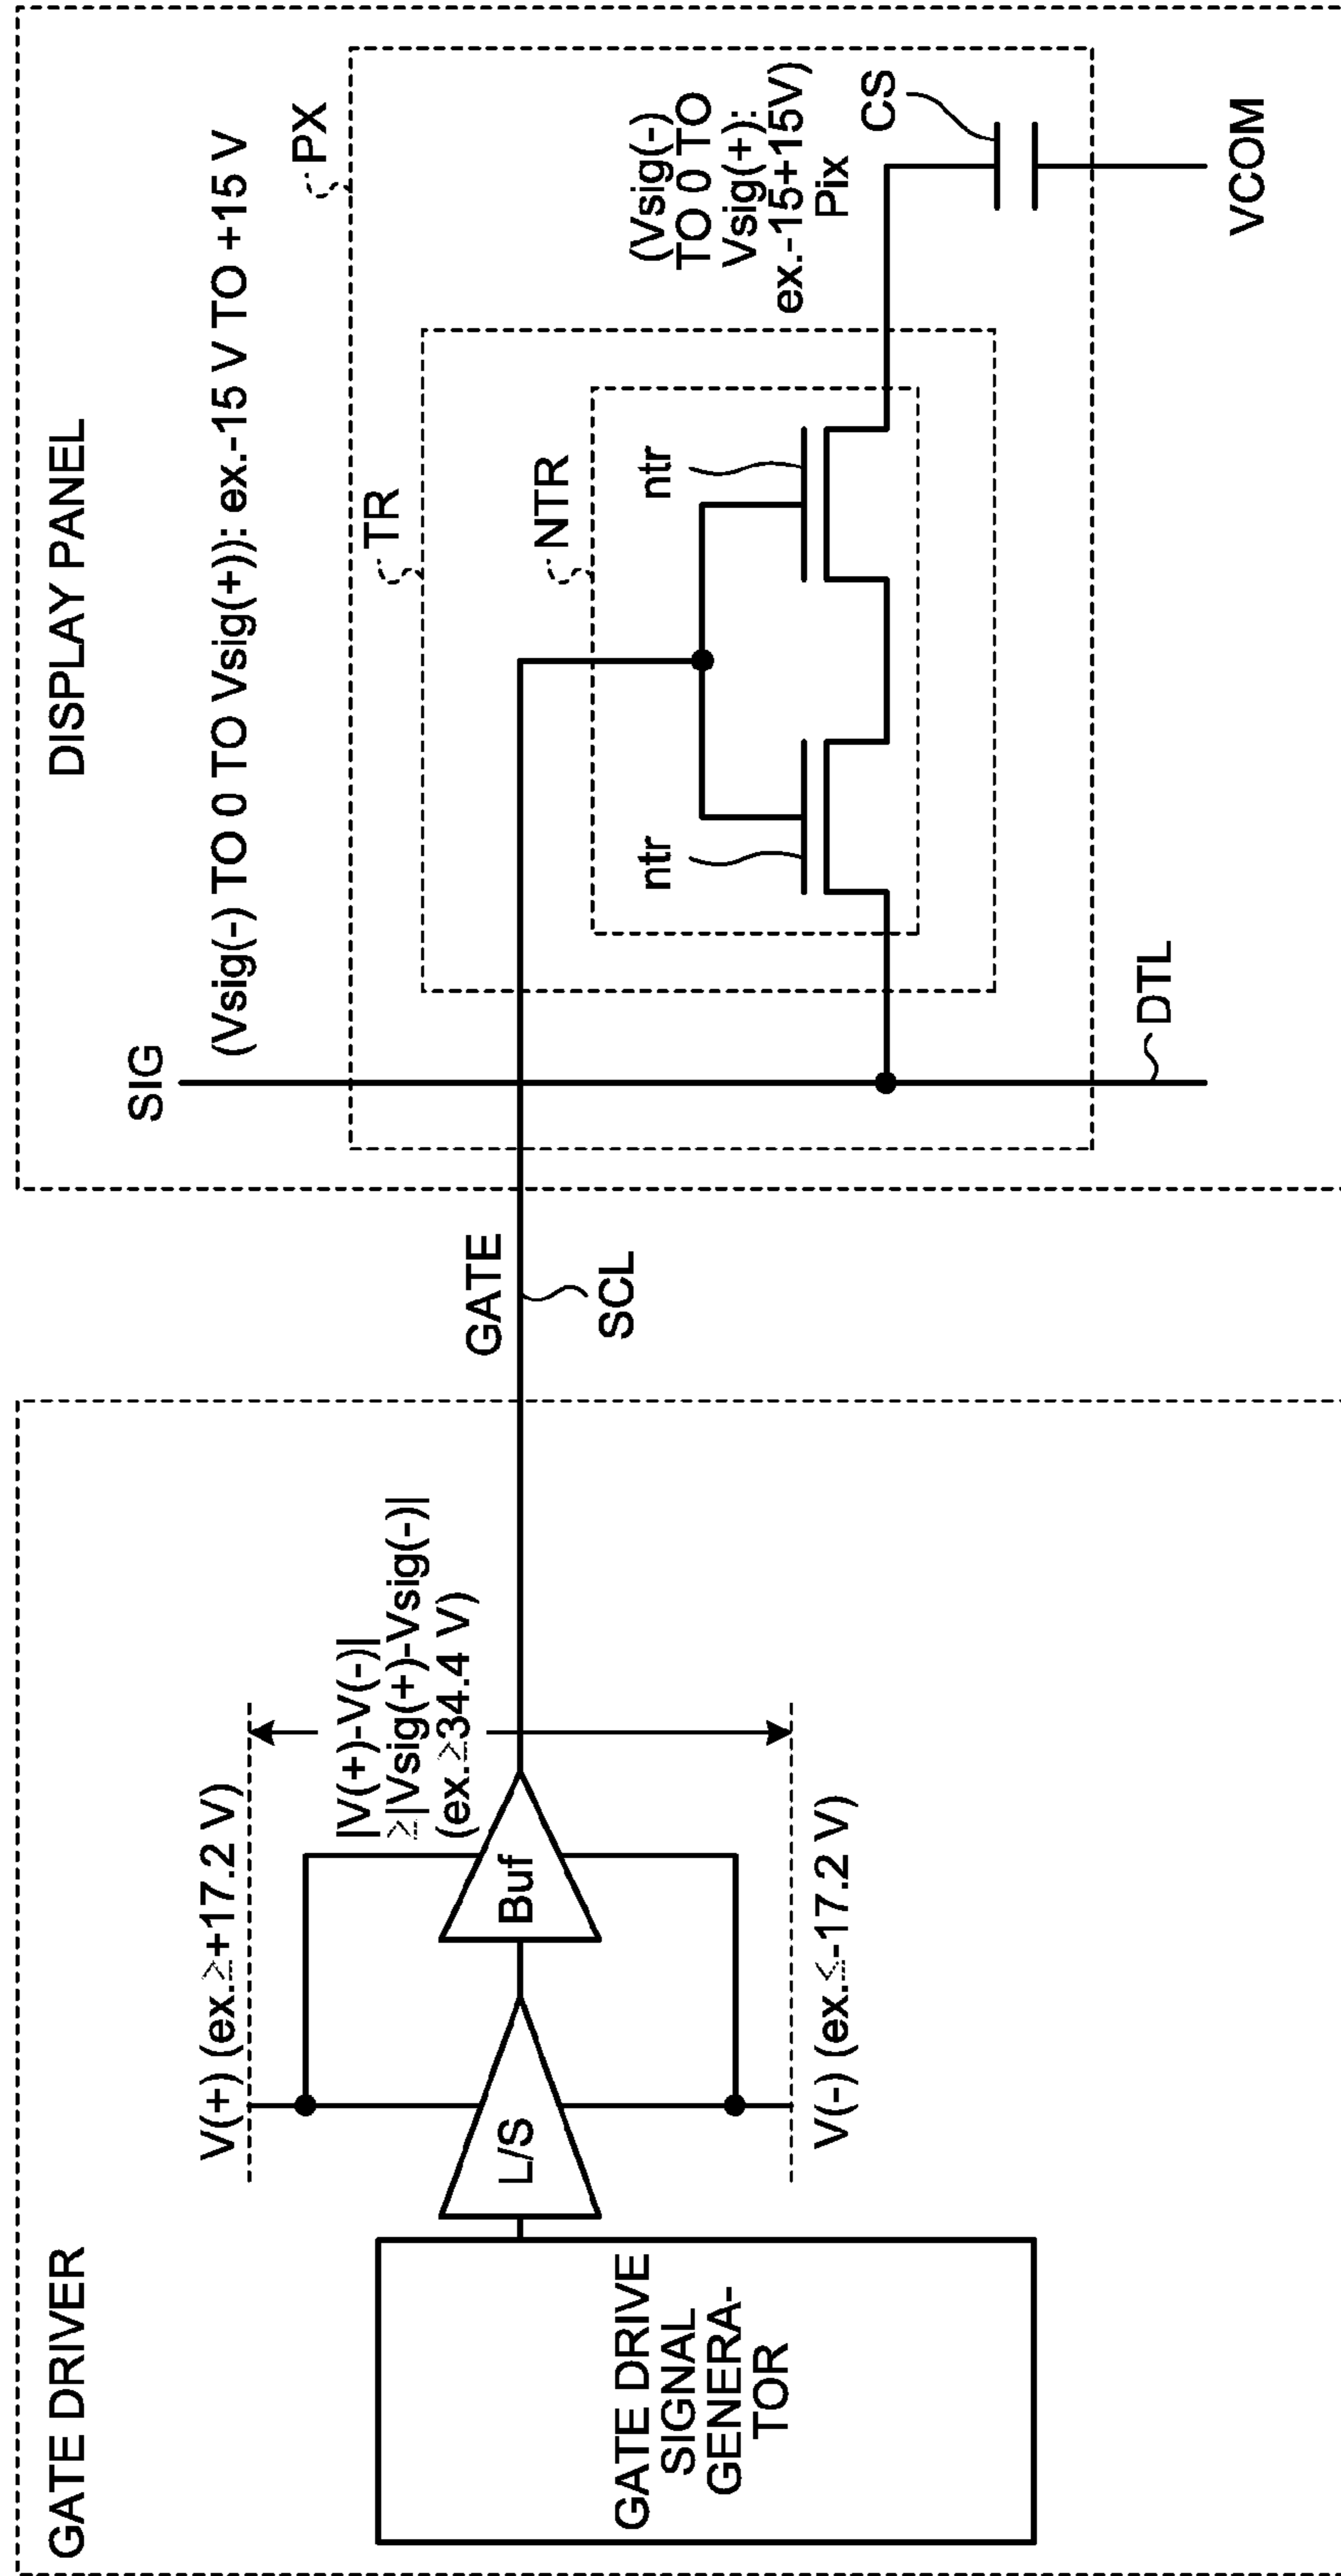 GATE DRIVER
GATE DRIVE
SIGNAL
GENERA-
TOR
L/S
Buf
V(+) (ex.≥+17.2 V)
|V(+)-V(-)|
≥|Vsig(+)-Vsig(-)|
(ex.≥34.4 V)
V(-) (ex.≤-17.2 V)
GATE
SCL
DISPLAY PANEL
SIG
(Vsig(-) TO 0 TO Vsig(+)): ex.-15 V TO +15 V
PX
TR
NTR
ntr
ntr
(Vsig(-)
TO 0 TO
Vsig(+):
ex.-15+15V)
Pix
CS
DTL
VCOM